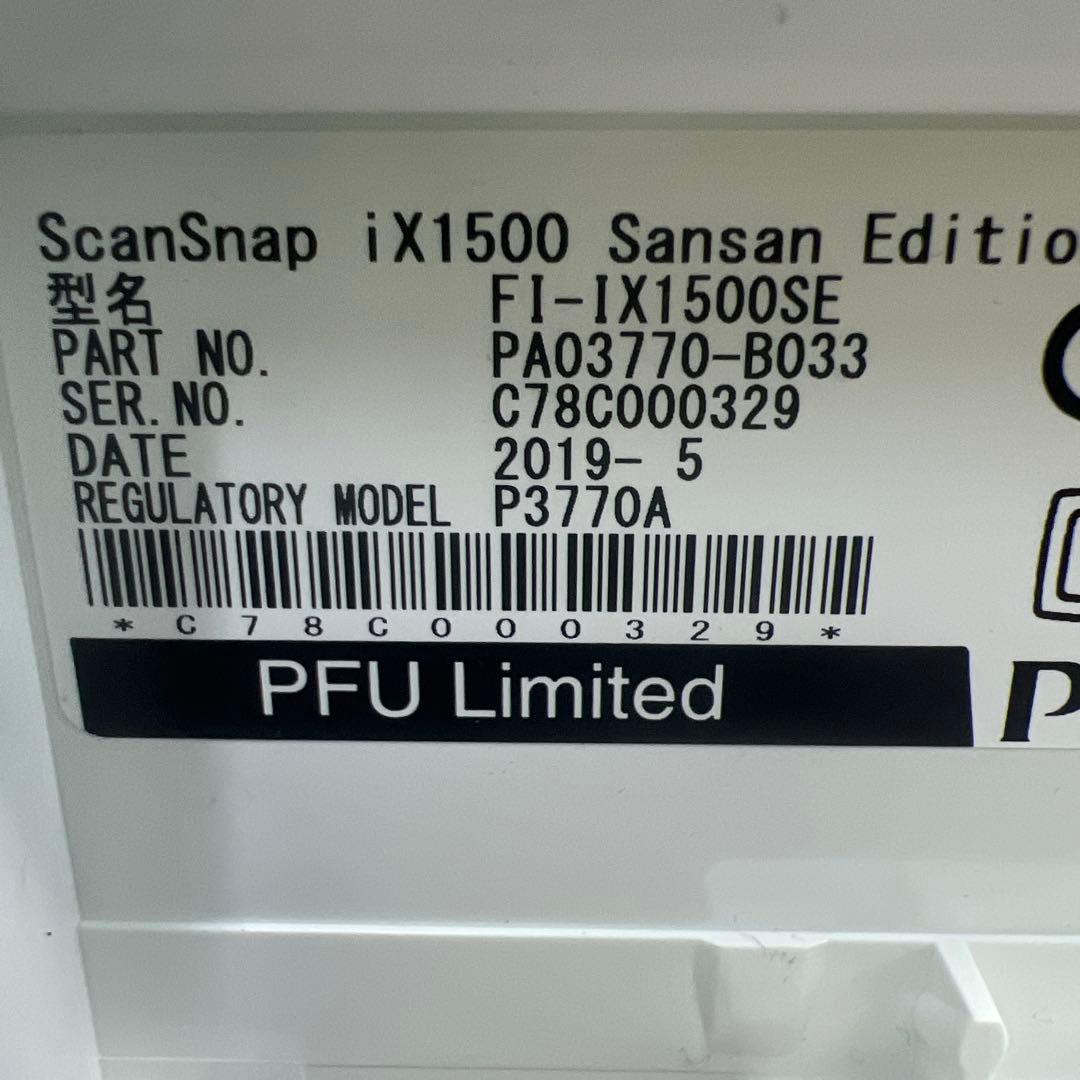 ScanSnap iX1500 Sansan Editio
型名 FI-IX1500SE
PART NO. PA03770-B033
SER.NO. C78C000329
DATE 2019- 5
REGULATORY MODEL P3770A
*C78C000329*
PFU Limited
P